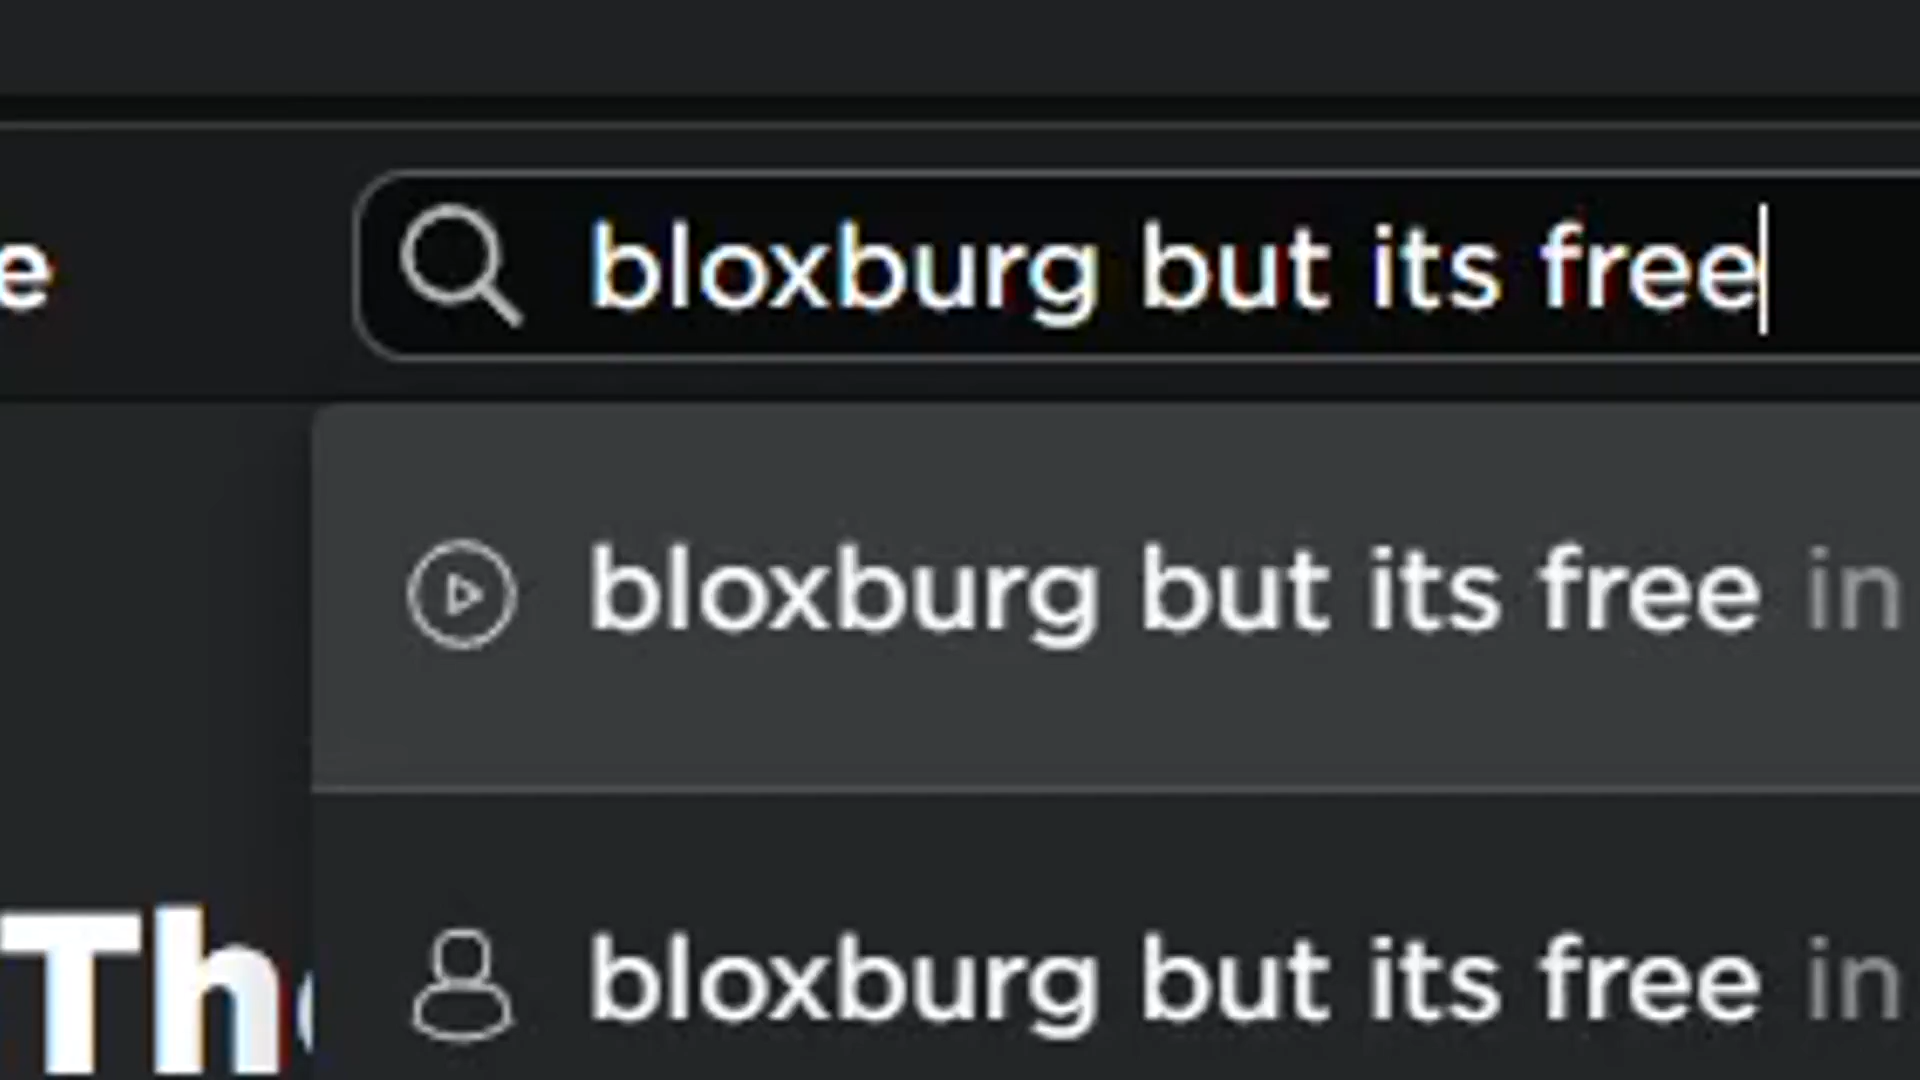 e
bloxburg but its free
bloxburg but its free in
Th
bloxburg but its free in